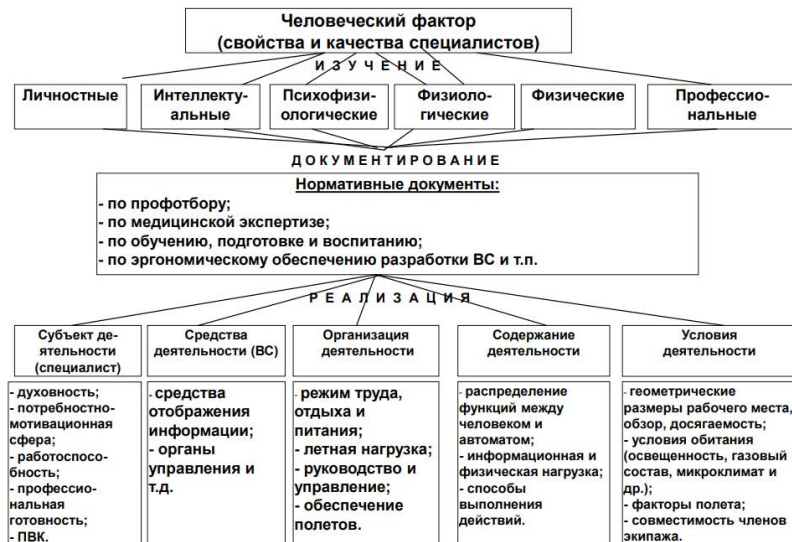 Человеческий фактор
(свойства и качества специалистов)
ИЗУЧЕНИЕ
Личностные
Интеллекту-
альные
Психофизи-
ологические
Физиоло-
гические
Физические
Профессио-
нальные
ДОКУМЕНТИРОВАНИЕ
Нормативные документы:
- по профотбору;
- по медицинской экспертизе;
- по обучению, подготовке и воспитанию;
- по эргономическому обеспечению разработки ВС и т.п.
РЕАЛИЗАЦИЯ
Субъект де-
ятельности
(специалист)
- духовность;
- потребностно-
мотивационная
сфера;
- работоспосо-
бность;
- профессио-
нальная
готовность;
- ПВК.
Средства
деятельности (ВС)
- средства
отображения
информации;
- органы
управления и
т.д.
Организация
деятельности
- режим труда,
отдыха и
питания;
- летная нагрузка;
- руководство и
управление;
- обеспечение
полетов.
Содержание
деятельности
- распределение
функций между
человеком и
автоматом;
- информационная и
физическая нагрузка;
- способы
выполнения
действий.
Условия
деятельности
- геометрические
размеры рабочего места,
обзор, досягаемость;
- условия обитания
(освещенность, газовый
состав, микроклимат и
др.);
- факторы полета;
- совместимость членов
экипажа.